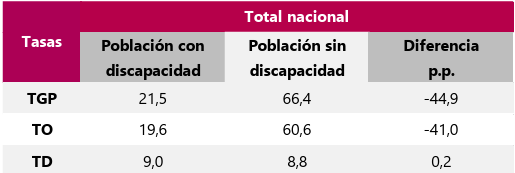 Tasas
Total nacional
Población con discapacidad
Población sin discapacidad
Diferencia p.p.
TGP 21,5 66,4 -44,9
TO 19,6 60,6 -41,0
TD 9,0 8,8 0,2